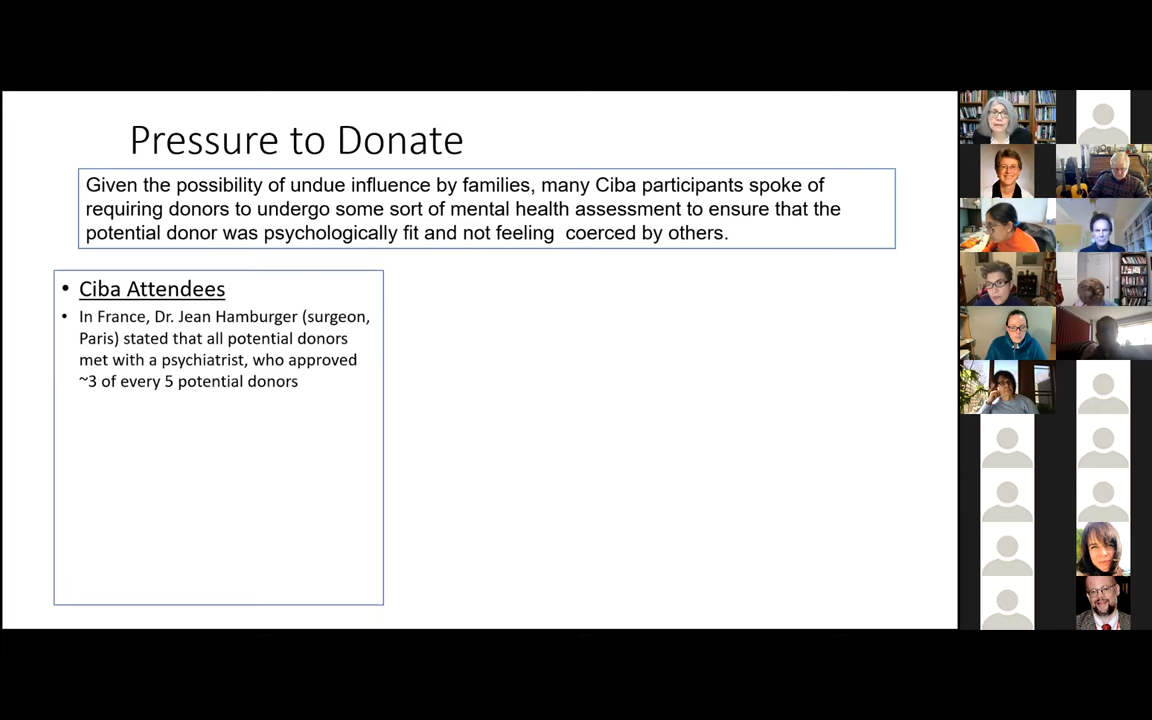 Pressure to Donate
Given the possibility of undue influence by families, many Ciba participants spoke of
requiring donors to undergo some sort of mental health assessment to ensure that the
potential donor was psychologically fit and not feeling  coerced by others.
• Ciba Attendees
• In France, Dr. Jean Hamburger (surgeon,
Paris) stated that all potential donors
met with a psychiatrist, who approved
~3 of every 5 potential donors